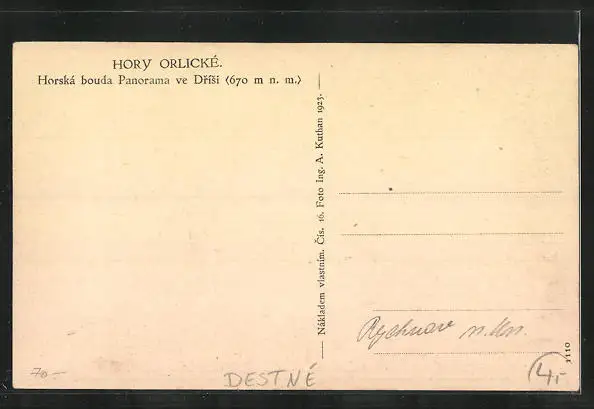 HORY ORLICKÉ.
Horská bouda Panorama ve Dříši (670 m n. m.)
Nákladem vlastním. Čís. 16. Foto Ing. A. Kuthan 1923.
Rychnov n. Kn.
1110
70-
DESTNÉ
4,-